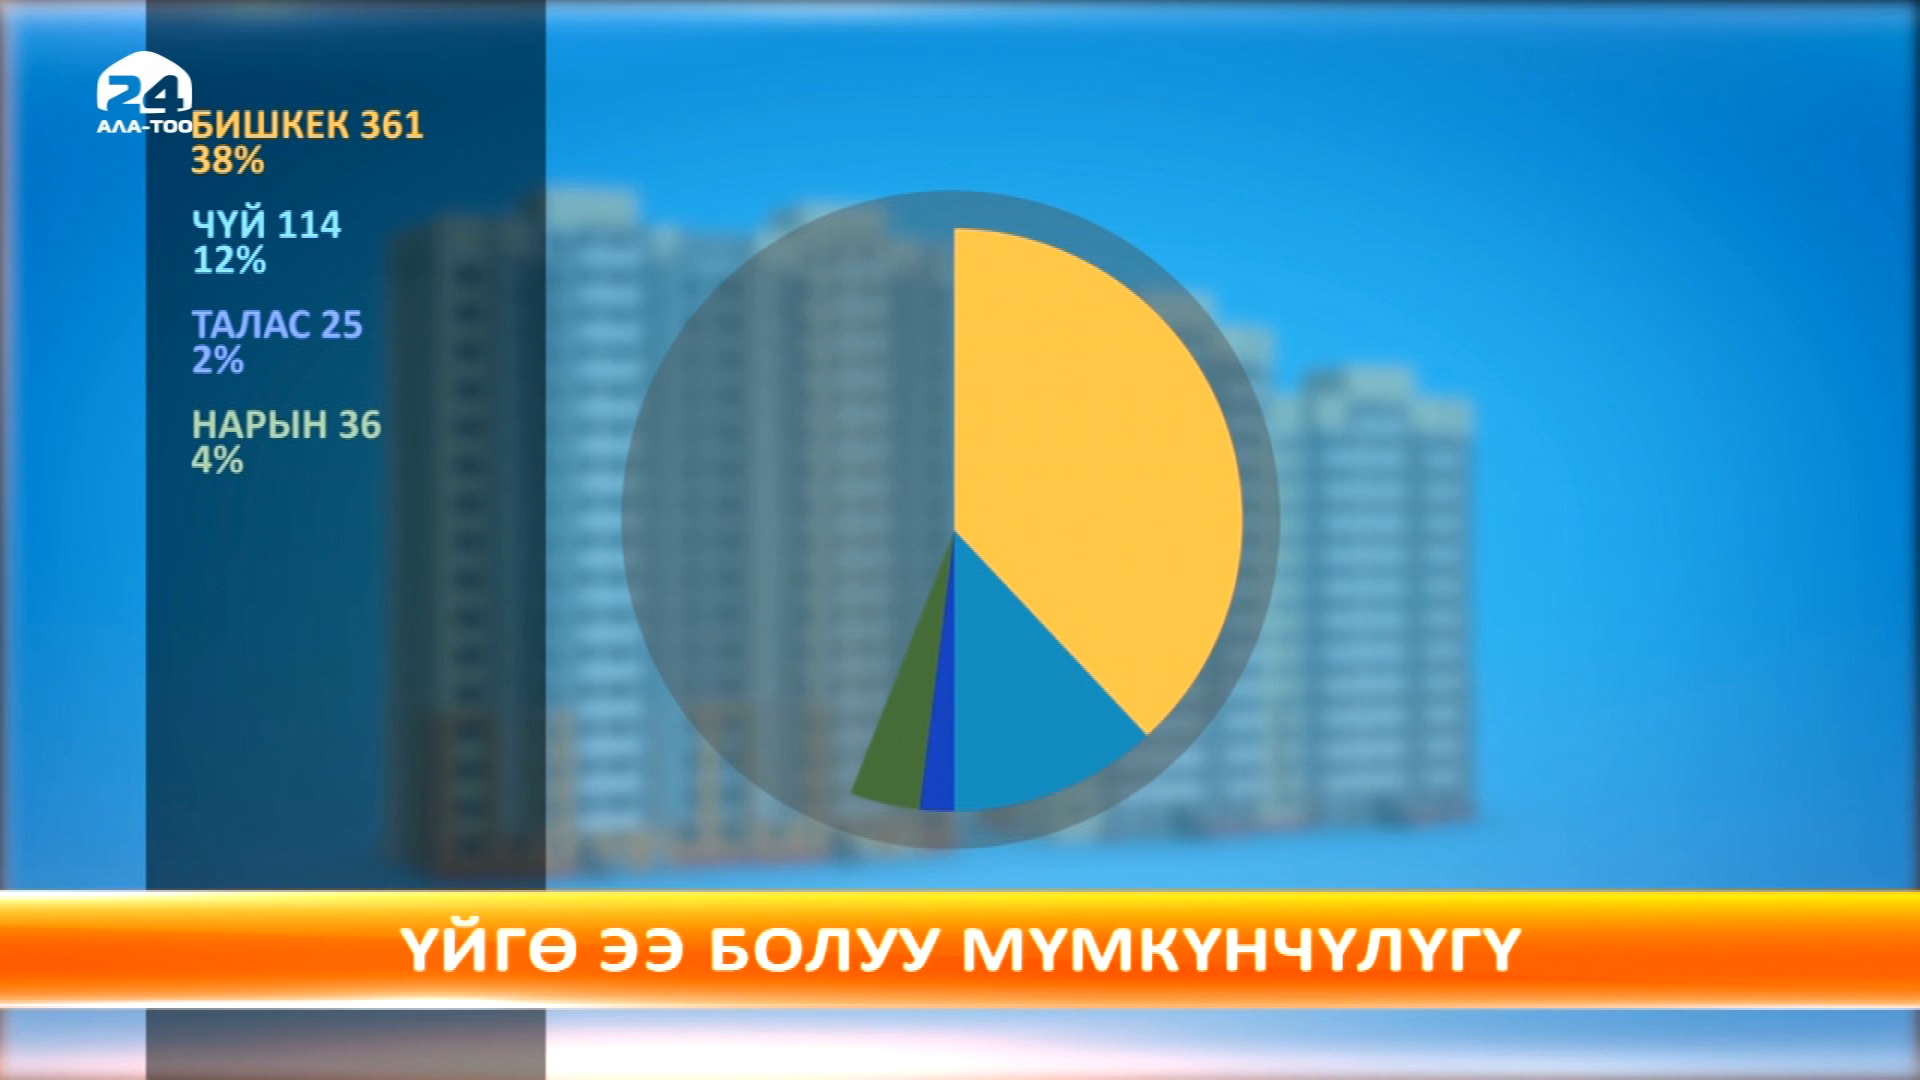 24
АЛА-ТОО
БИШКЕК 361
38%
ЧҮЙ 114
12%
ТАЛАС 25
2%
НАРЫН 36
4%
ҮЙГӨ ЭЭ БОЛУУ МҮМКҮНЧҮЛҮГҮ